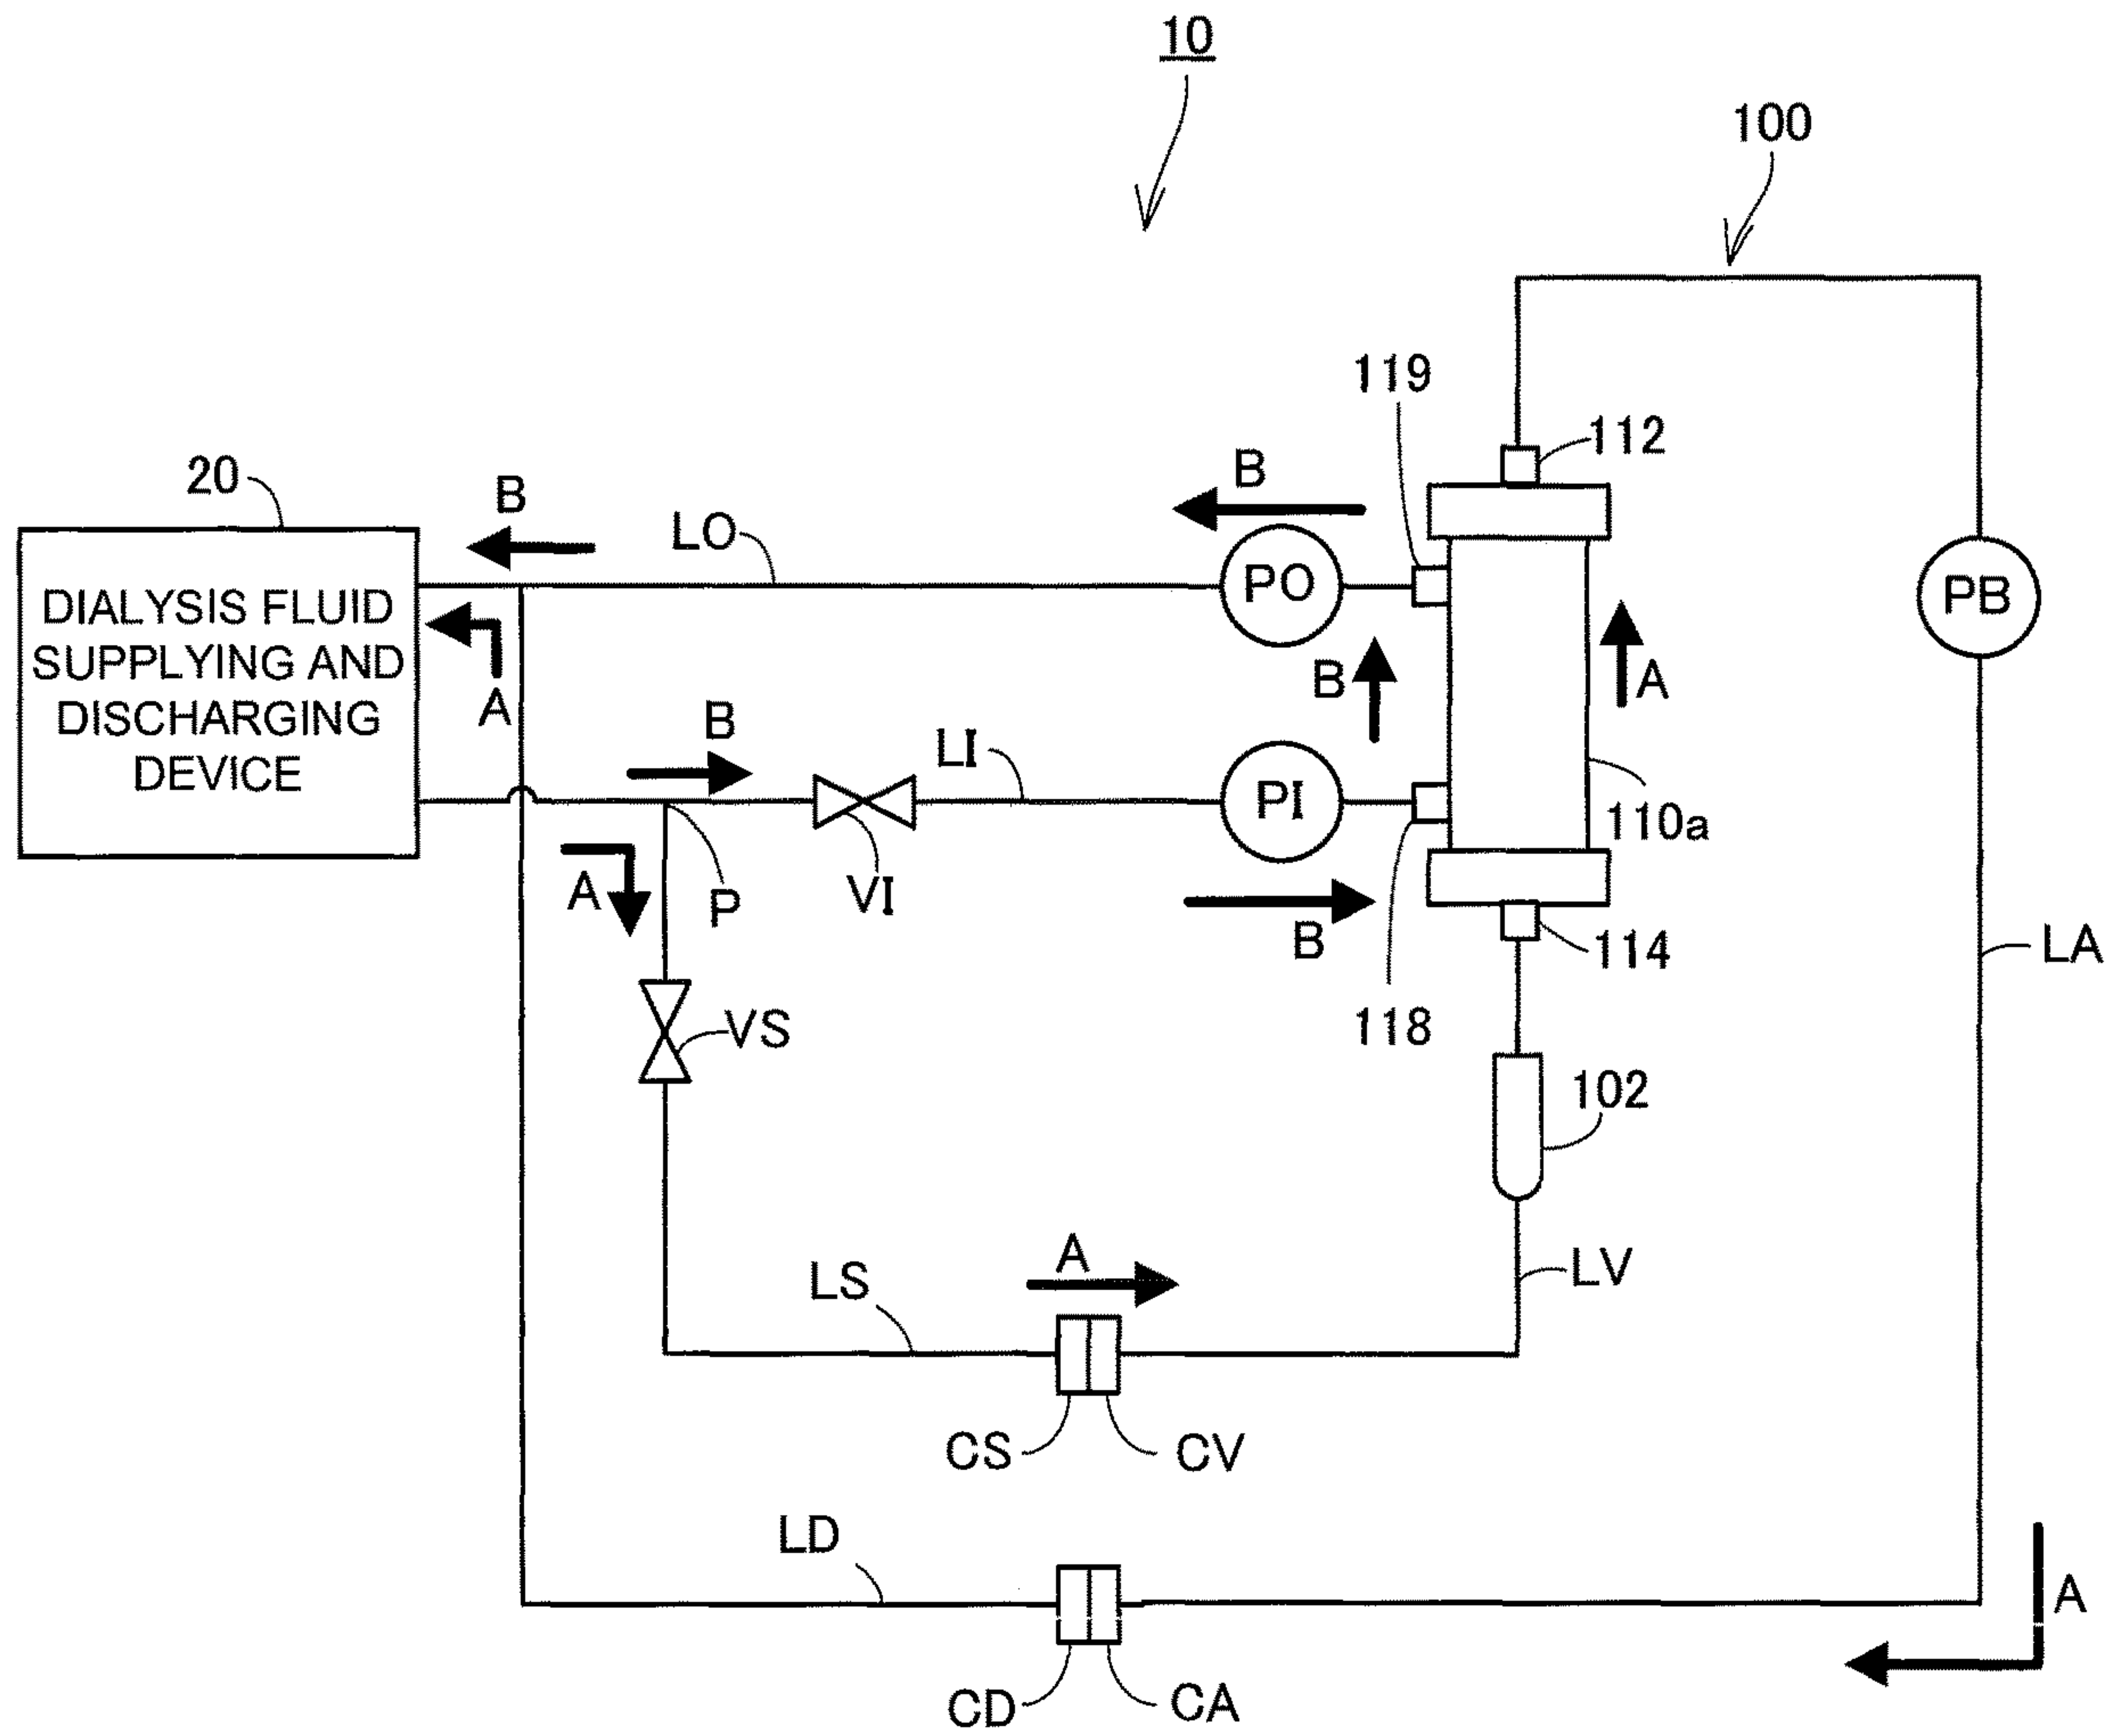 10
100
119
112
20
B
B
LO
PO
PB
DIALYSIS FLUID
SUPPLYING AND
DISCHARGING
DEVICE
A
B
A
B
LI
PI
110a
A
P
VI
B
114
LA
VS
118
102
A
LS
LV
CS
CV
LD
A
CD
CA